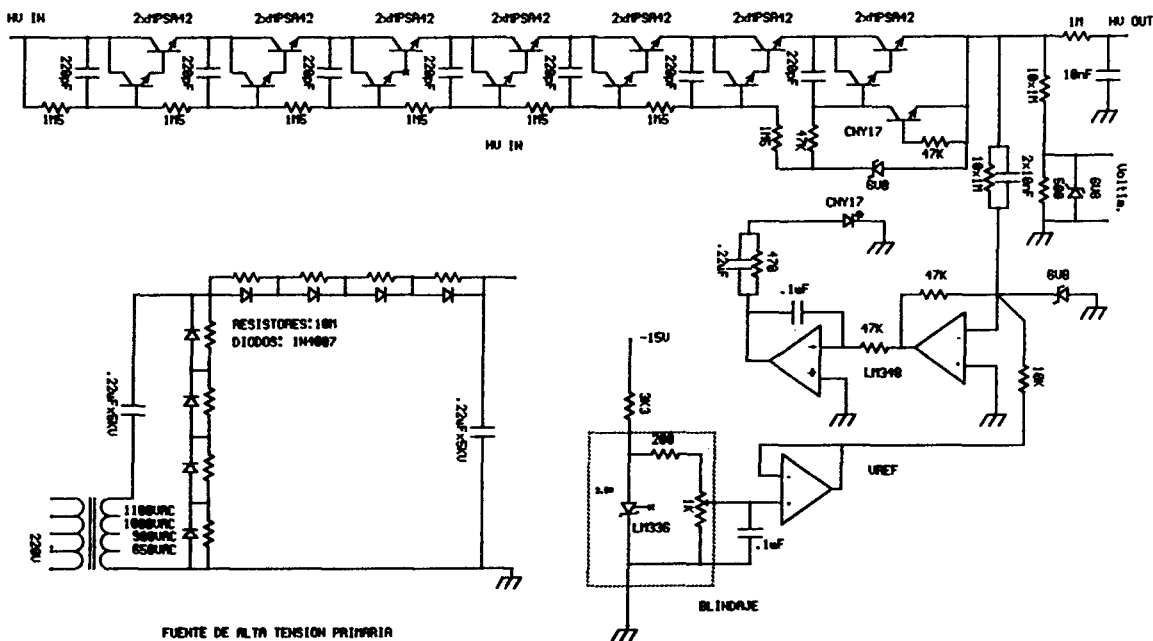 HV IN
2xMPSA42
2xMPSA42
2xMPSA42
2xMPSA42
2xMPSA42
2xMPSA42
2xMPSA42
1M
HV OUT
220pF
220pF
220pF
220pF
220pF
220pF
220pF
10x1M
10nF
1M5
1M5
1M5
1M5
1M5
1M5
1M5
47K
CNY17
47K
HV IN
6V8
10x1M
2x10nF
500
6V8
Voltim.
CNY17
.22uF
470
.1uF
47K
6V8
47K
LM348
10K
RESISTORES:10M
DIODOS: 1N4007
-15V
3K3
.22uFx5KV
.22uFx5KV
200
1K
VREF
LM336
.1uF
1100VAC
1000VAC
900VAC
850VAC
220V
BLINDAJE
FUENTE DE ALTA TENSION PRIMARIA